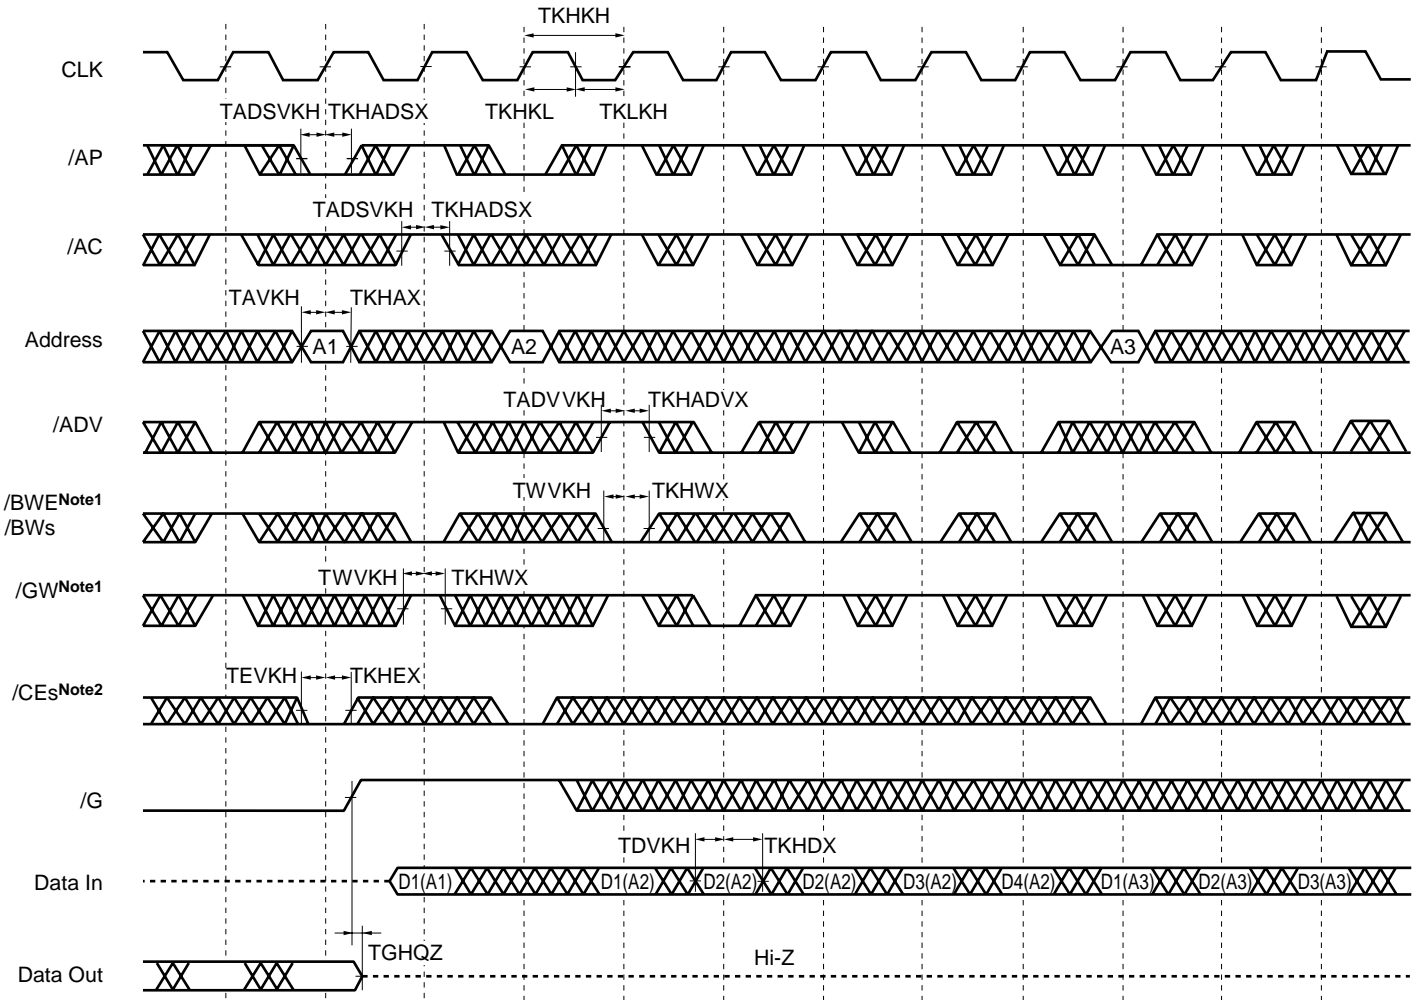 TKHKH
CLK
TADSVKH TKHADSX TKHKL TKLKH
/AP
TADSVKH TKHADSX
/AC
TAVKH TKHAX
Address A1 A2 A3
TADVVKH TKHADVX
/ADV
TWVKH TKHWX
/BWENote1
/BWs
TWVKH TKHWX
/GWNote1
TEVKH TKHEX
/CEsNote2
/G
TDVKH TKHDX
Data In D1(A1) D1(A2) D2(A2) D2(A2) D3(A2) D4(A2) D1(A3) D2(A3) D3(A3)
TGHQZ Hi-Z
Data Out